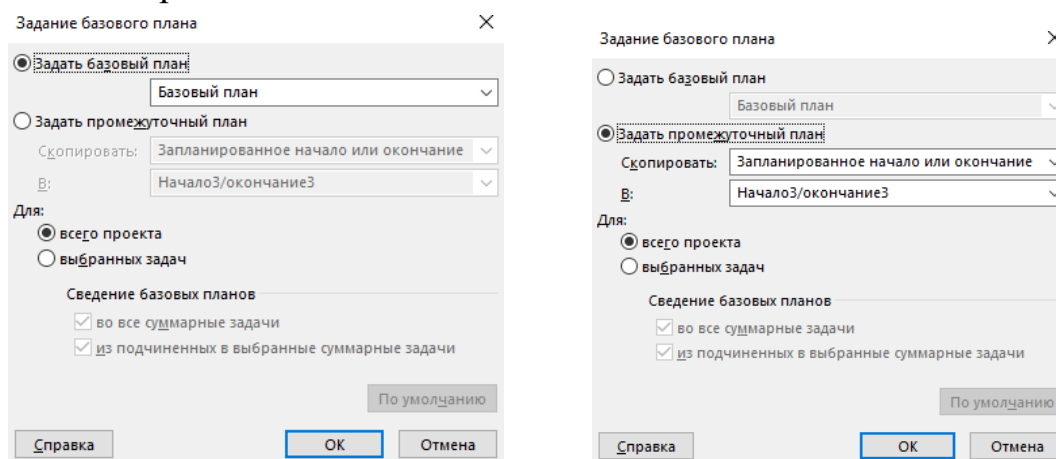 Задание базового плана
Задать базовый план
Базовый план
Задать промежуточный план
Скопировать: Запланированное начало или окончание
В: Начало3/окончание3
Для:
всего проекта
выбранных задач
Сведение базовых планов
во все суммарные задачи
из подчиненных в выбранные суммарные задачи
По умолчанию
Справка ОК Отмена
Задание базового плана
Задать базовый план
Базовый план
Задать промежуточный план
Скопировать: Запланированное начало или окончание
В: Начало3/окончание3
Для:
всего проекта
выбранных задач
Сведение базовых планов
во все суммарные задачи
из подчиненных в выбранные суммарные задачи
По умолчанию
Справка ОК Отмена